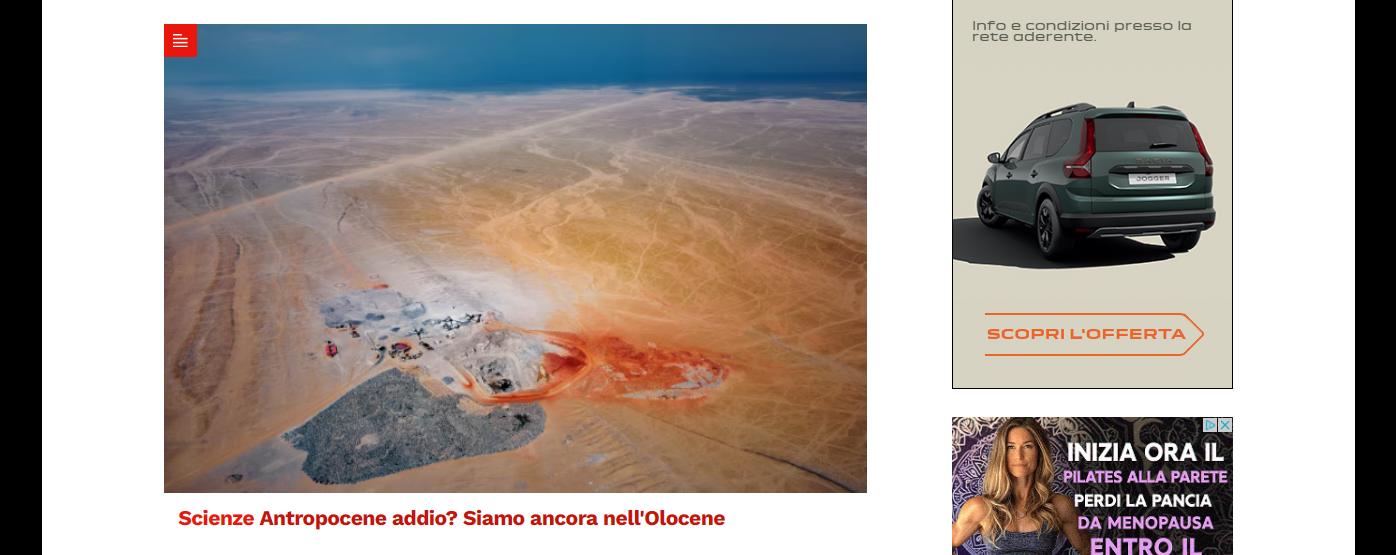 Info e condizioni presso la
rete aderente.
JOGGER
SCOPRI L'OFFERTA
INIZIA ORA IL
PILATES ALLA PARETE
PERDI LA PANCIA
DA MENOPAUSA
ENTRO IL
Scienze Antropocene addio? Siamo ancora nell'Olocene